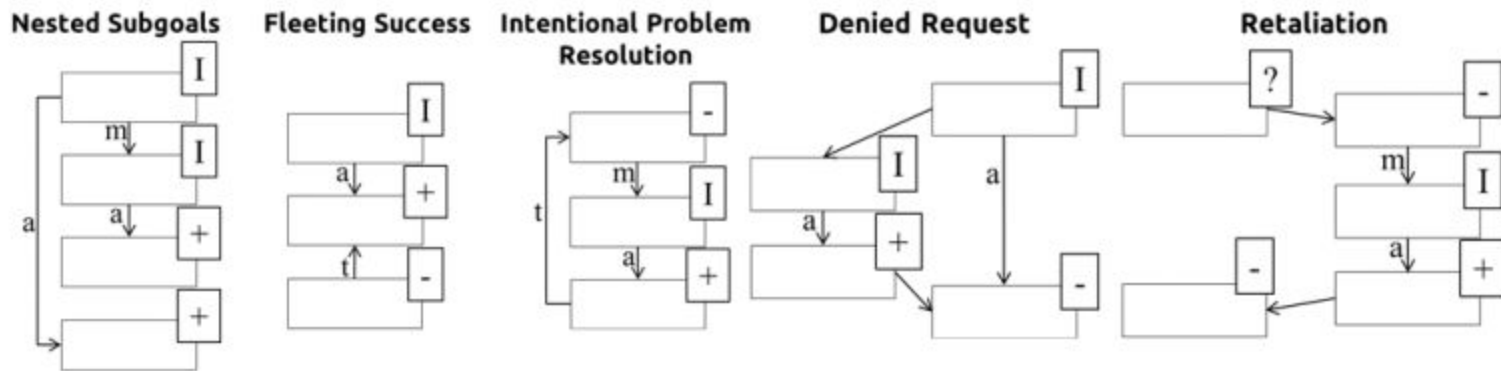 Nested Subgoals
I
m
I
a
a
+
+
Fleeting Success
I
a
+
t
-
Intentional Problem
Resolution
-
m
t
I
a
+
Denied Request
I
I
a
a
+
-
Retaliation
?
-
m
I
a
+
-